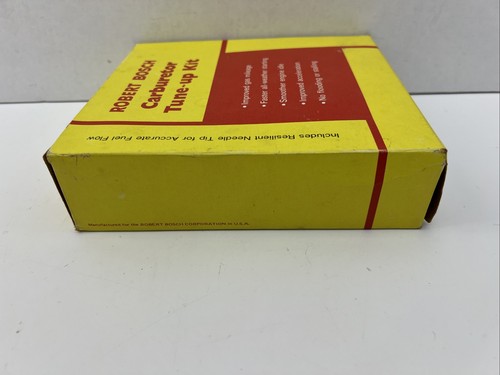 ROBERT BOSCH
Carburetor
Tune-up Kit
• Improved gas mileage
• Faster all-weather starting
• Smoother engine idle
• Improved acceleration
• No flooding or stalling
Includes Resilient Needle Tip for Accurate Fuel Flow.
for the ROBERT BOSCH CORPORATION in U.S.A.